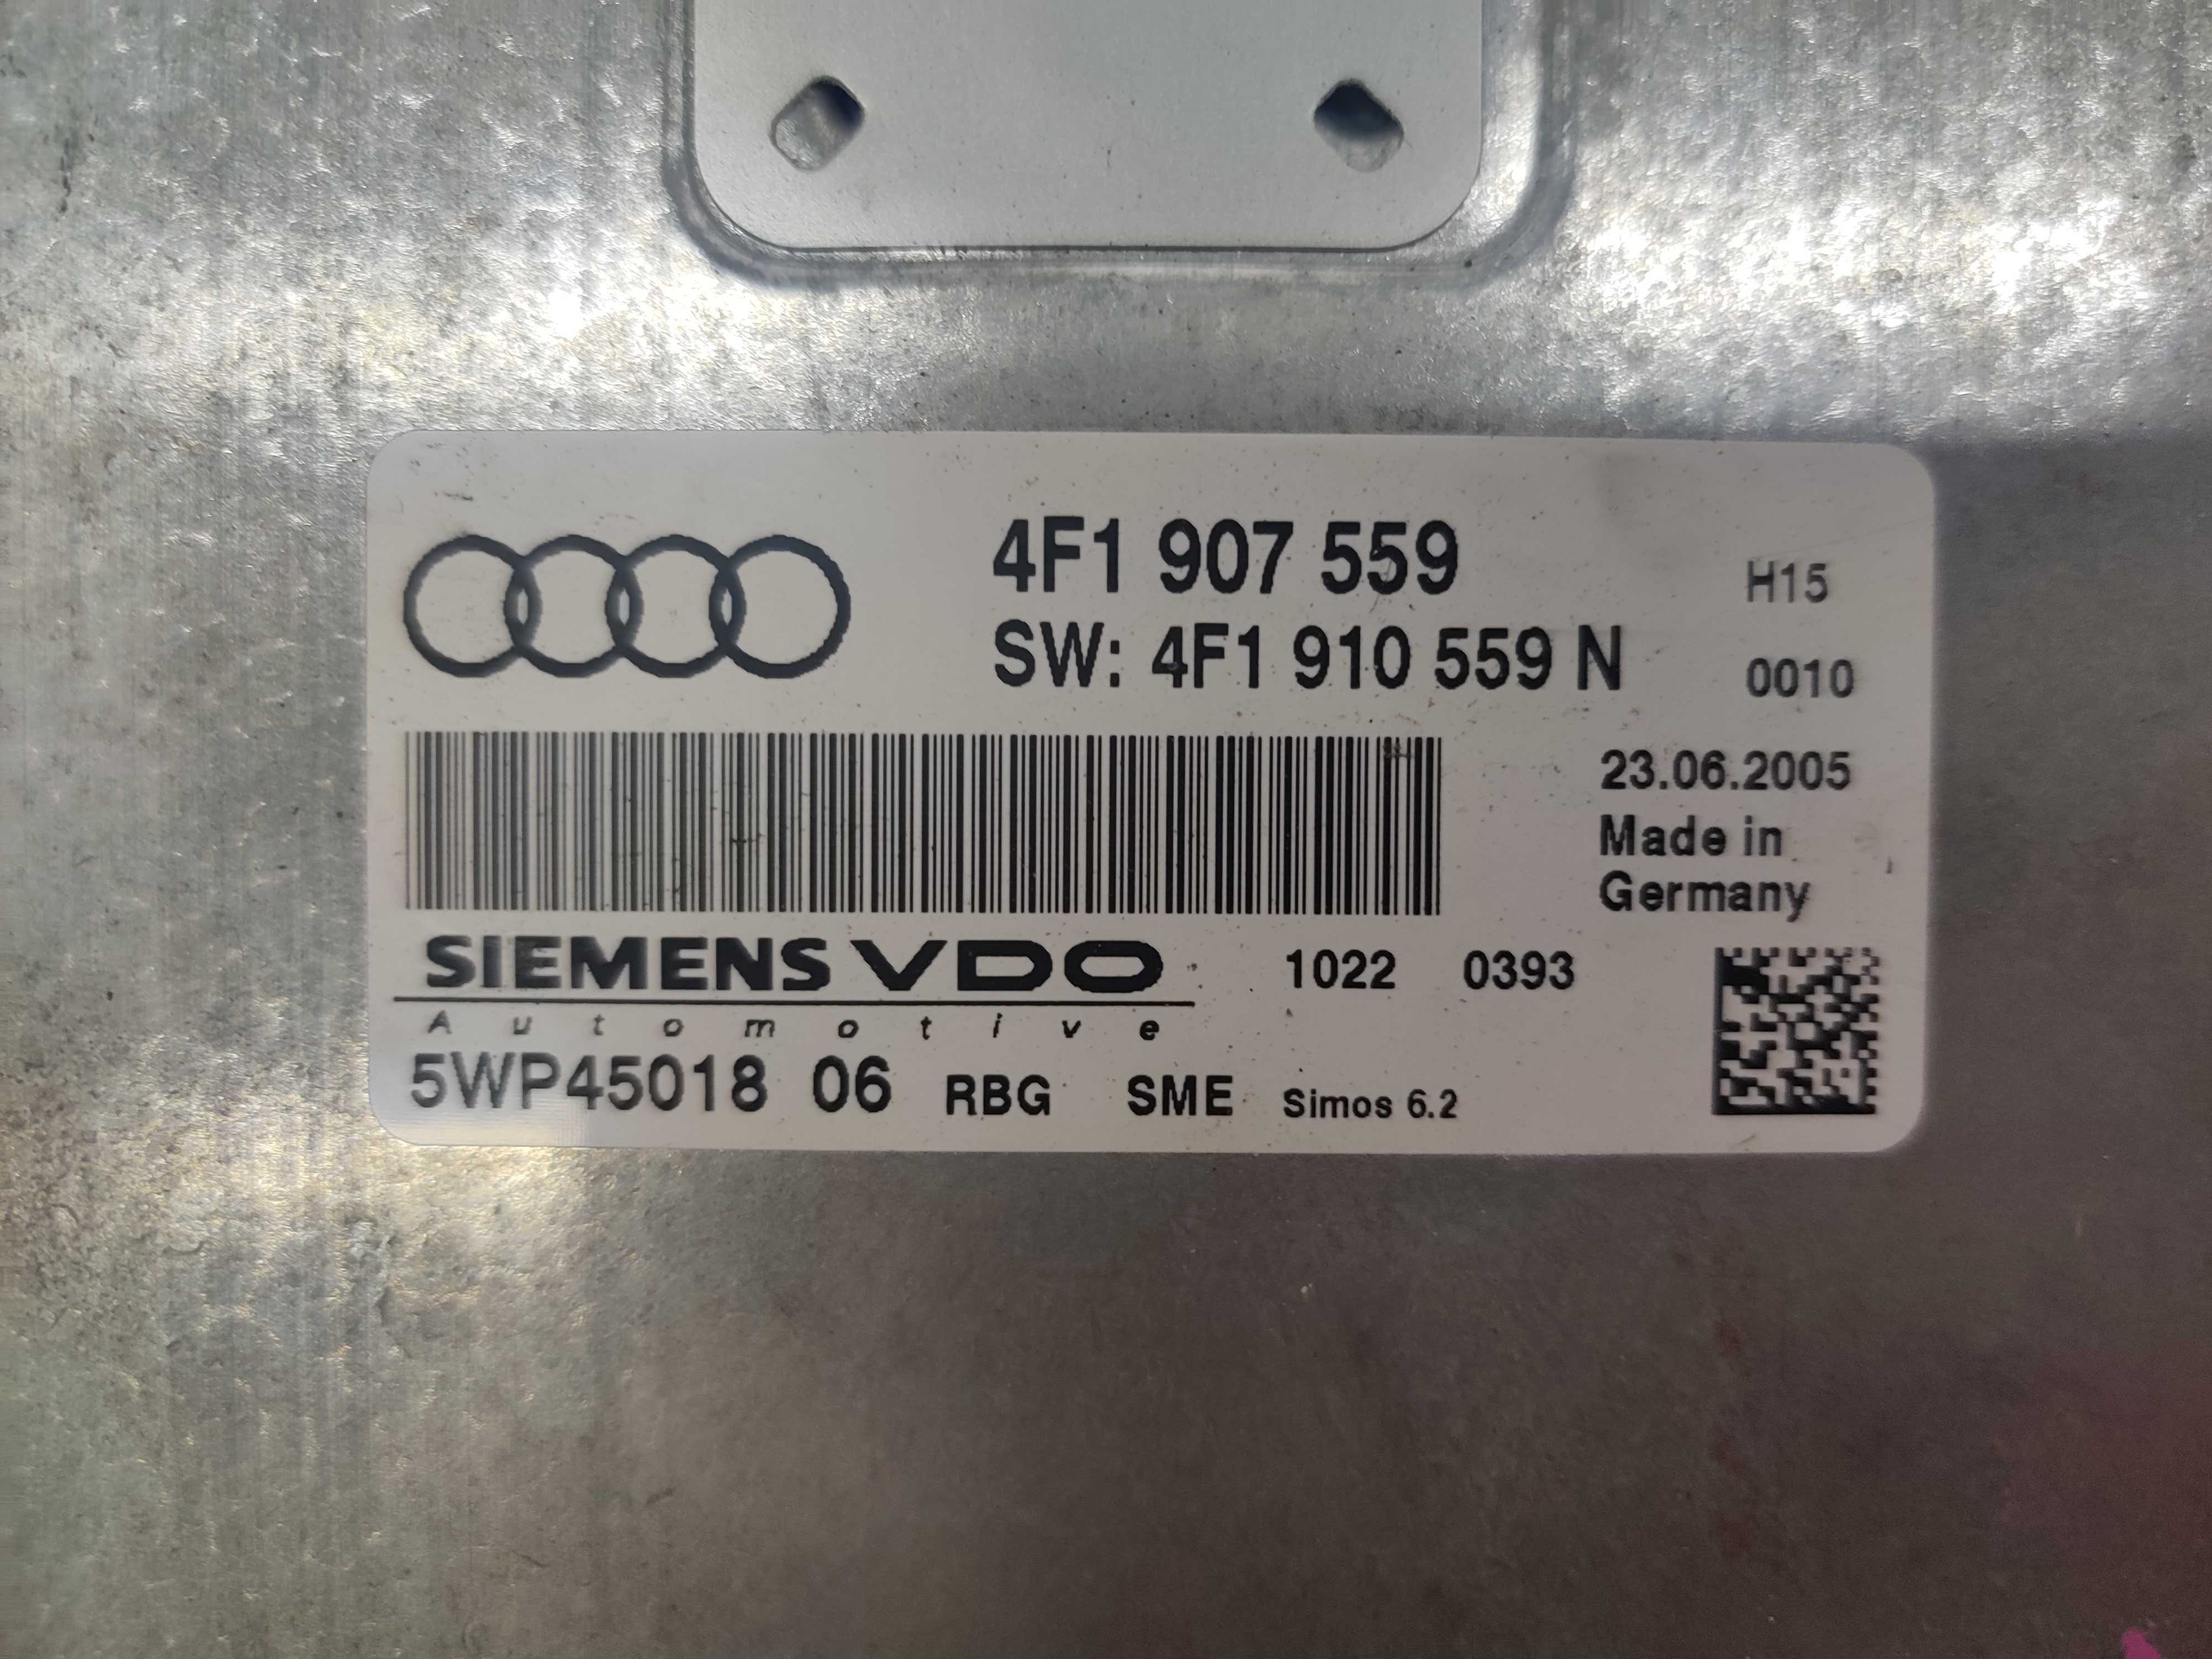 4F1 907 559
H15
SW: 4F1 910 559 N
0010
23.06.2005
Made in
Germany
SIEMENS VDO
1022 0393
Automotive
5WP45018 06 RBG SME Simos 6.2